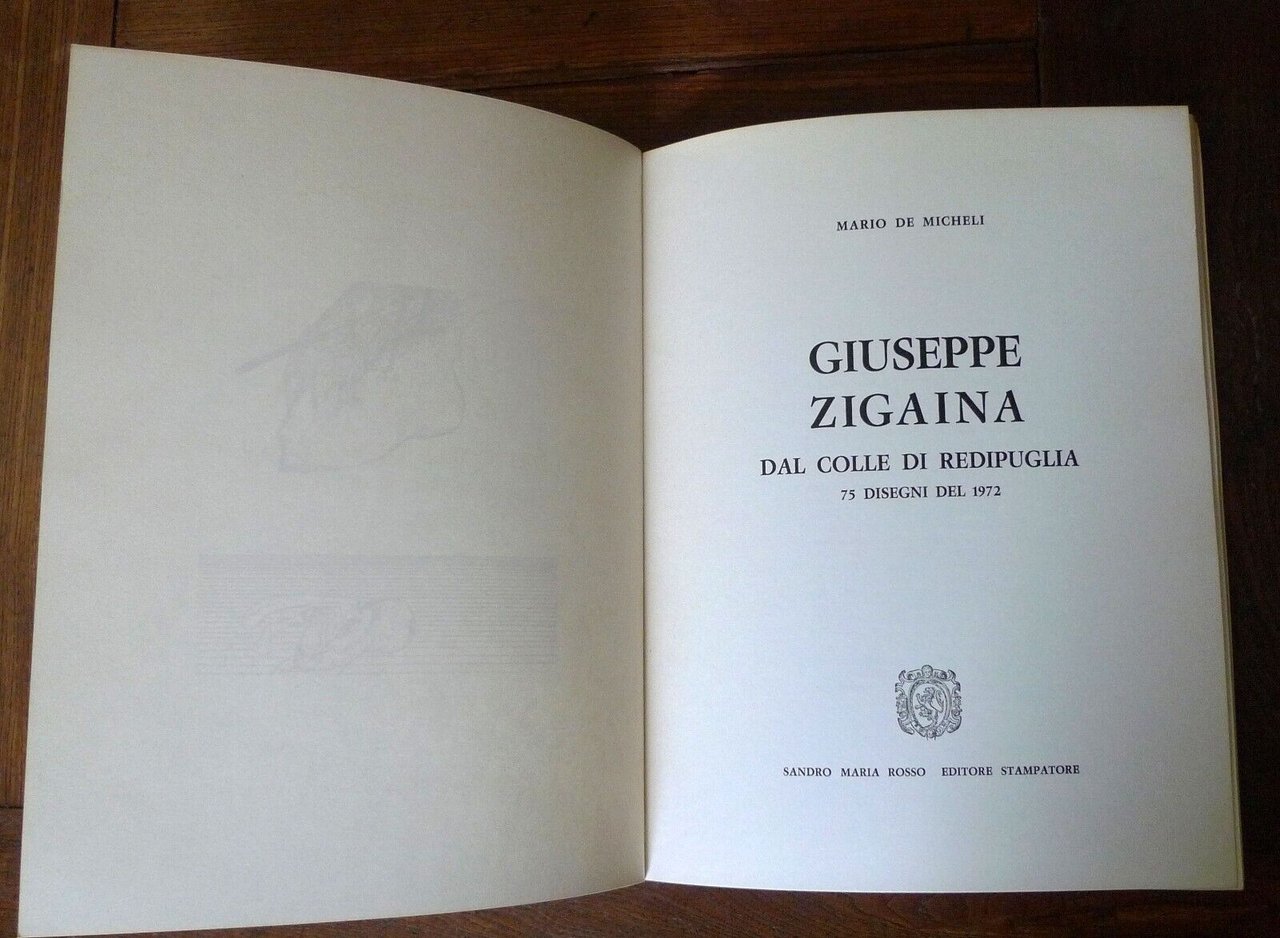 MARIO DE MICHELI
GIUSEPPE
ZIGAINA
DAL COLLE DI REDIPUGLIA
75 DISEGNI DEL 1972
SANDRO MARIA ROSSO EDITORE STAMPATORE